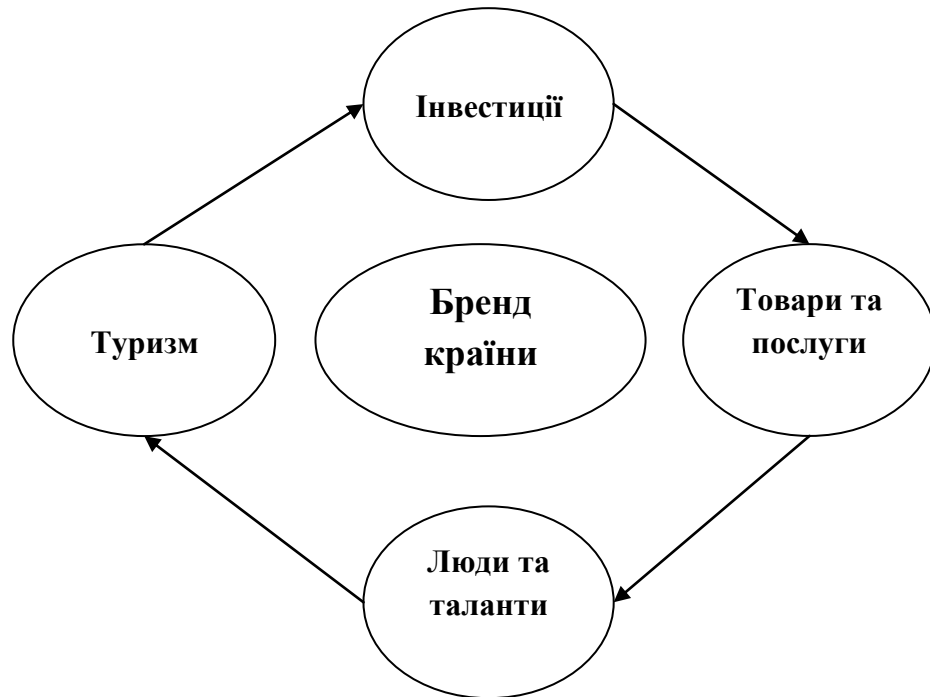 Інвестиції
Бренд
країни
Товари та
послуги
Туризм
Люди та
таланти